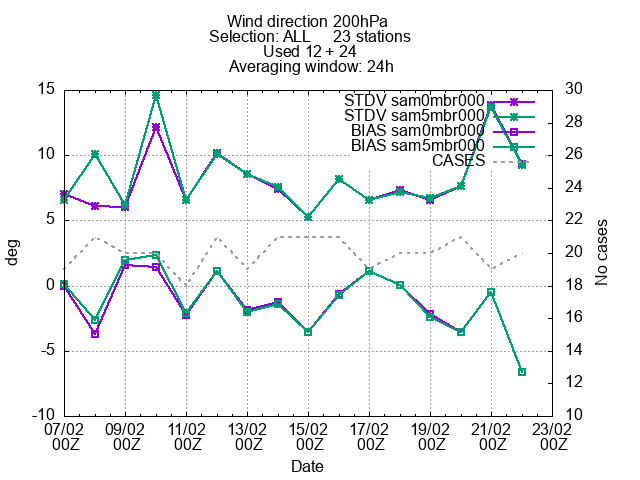 Wind direction 200hPa
Selection: ALL 23 stations
Used 12 + 24
Averaging window: 24h
STDV sam0mbr000
STDV sam5mbr000
BIAS sam0mbr000
BIAS sam5mbr000
CASES
15
10
5
0
-5
-10
deg
30
28
26
24
22
20
18
16
14
12
10
No cases
07/02 09/02 11/02 13/02 15/02 17/02 19/02 21/02 23/02
00Z 00Z 00Z 00Z 00Z 00Z 00Z 00Z 00Z
Date